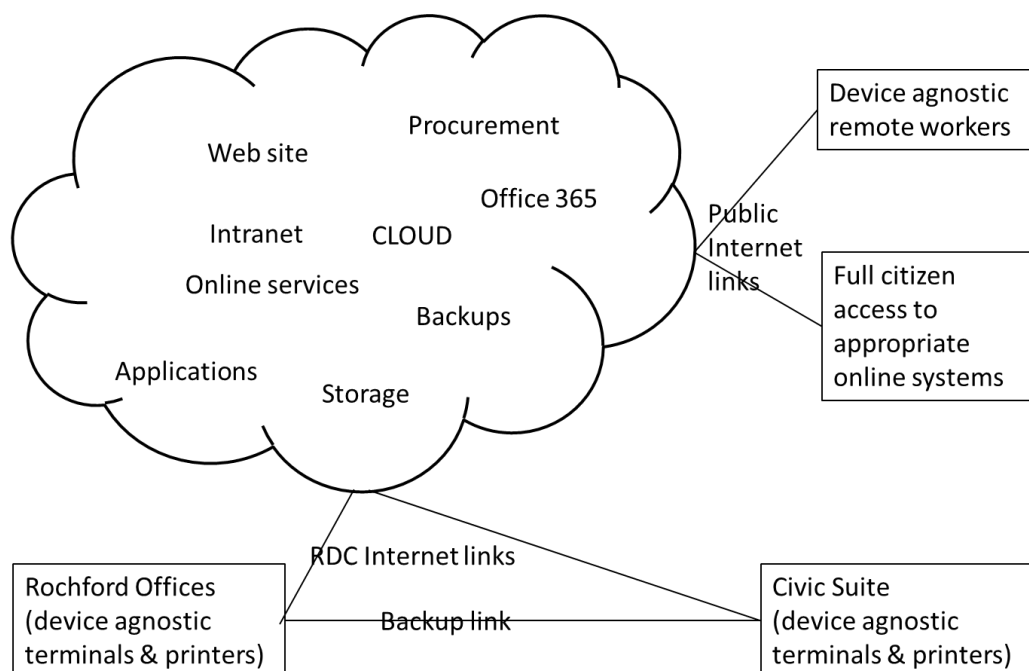 Procurement
Web site
Office 365
Intranet
CLOUD
Online services
Backups
Applications
Storage
Device agnostic
remote workers
Public
Internet
links
Full citizen
access to
appropriate
online systems
RDC Internet links
Rochford Offices
(device agnostic
terminals & printers)
Backup link
Civic Suite
(device agnostic
terminals & printers)